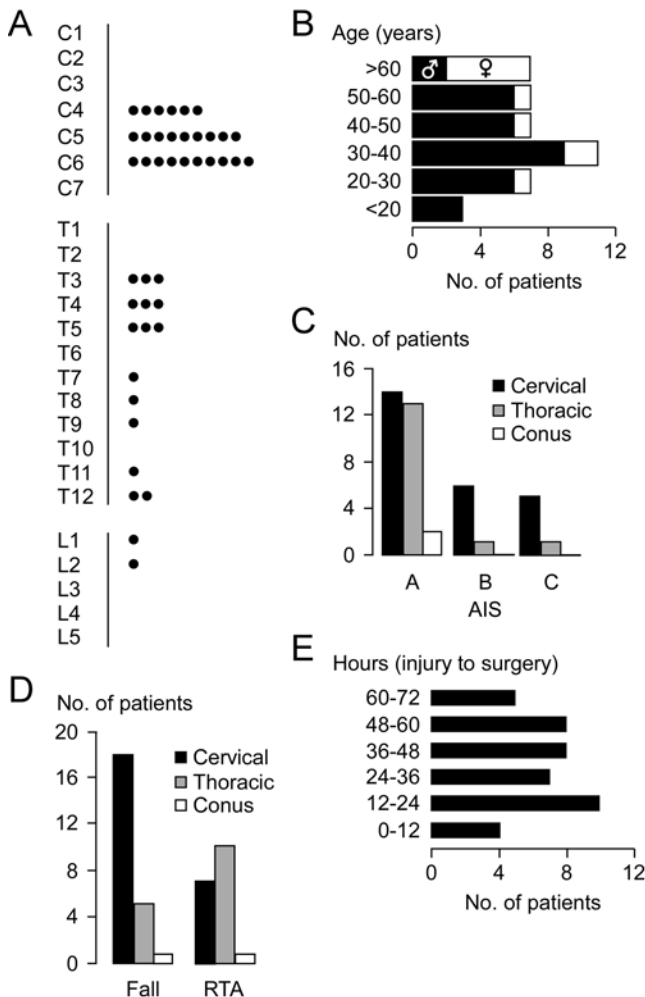 A
C1
C2
C3
C4
C5
C6
C7
T1
T2
T3
T4
T5
T6
T7
T8
T9
T10
T11
T12
L1
L2
L3
L4
L5
B
Age (years)
>60 ♂ ♀
50-60
40-50
30-40
20-30
<20
0 4 8 12
No. of patients
C
No. of patients
16
12
8
4
0
Cervical
Thoracic
Conus
A B C
AIS
D
No. of patients
20
16
12
8
4
0
Cervical
Thoracic
Conus
Fall RTA
E
Hours (injury to surgery)
60-72
48-60
36-48
24-36
12-24
0-12
0 4 8 12
No. of patients